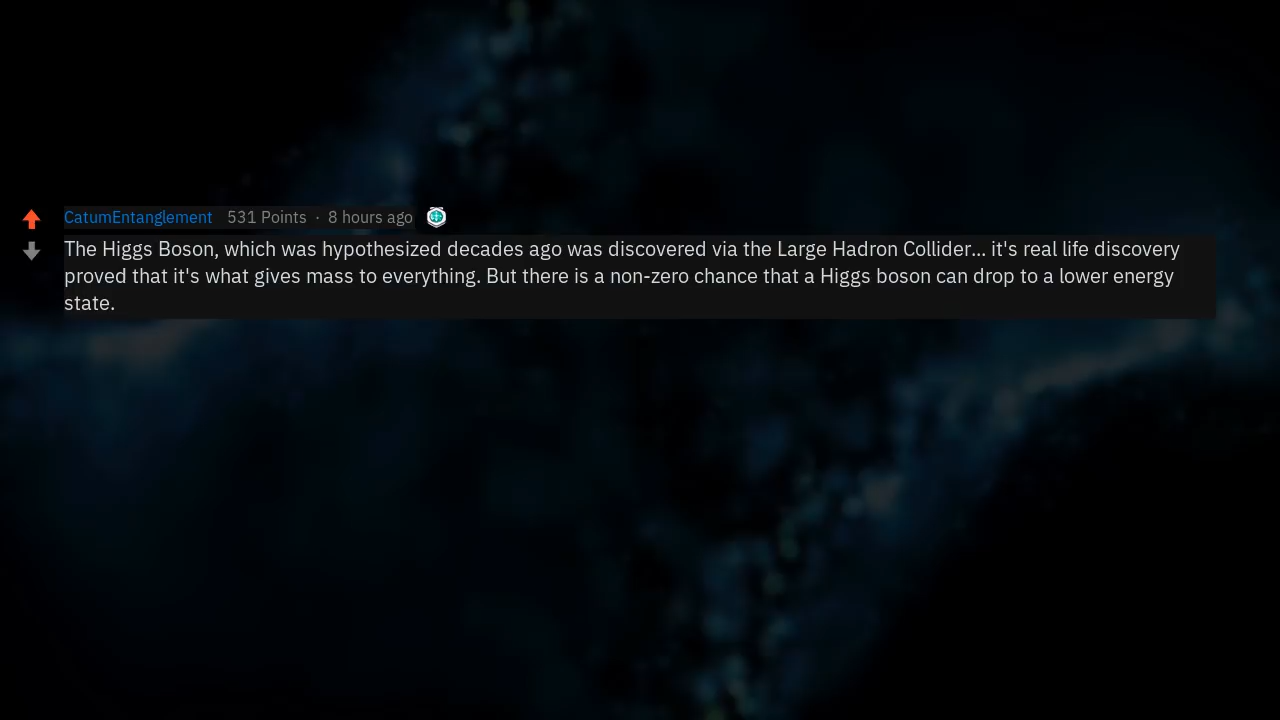 CatumEntanglement 531 Points · 8 hours ago
The Higgs Boson, which was hypothesized decades ago was discovered via the Large Hadron Collider... it's real life discovery
proved that it's what gives mass to everything. But there is a non-zero chance that a Higgs boson can drop to a lower energy
state.